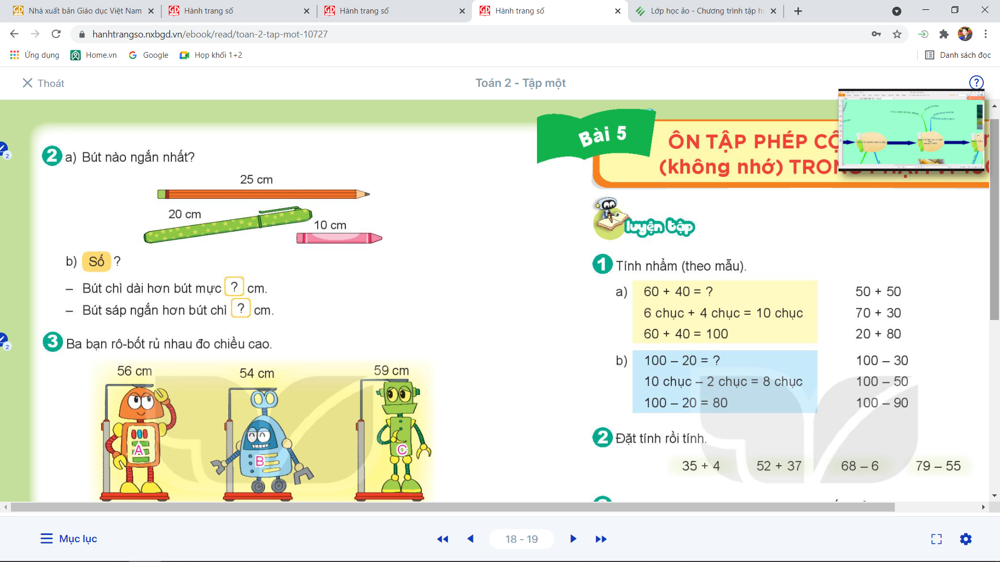 Nhà xuất bản Giáo dục Việt Nam
Hành trang số
Hành trang số
Hành trang số
Lớp học ảo - Chương trình tập h
hanhtrangso.nxbgd.vn/ebook/read/toan-2-tap-mot-10727
Ứng dụng
Home.vn
Google
Họp khối 1+2
Danh sách đọc
Thoát
Toán 2 - Tập một
?
2
2
2 a) Bút nào ngắn nhất?
25 cm
20 cm
10 cm
b) Số ?
– Bút chì dài hơn bút mực ? cm.
– Bút sáp ngắn hơn bút chì ? cm.
3 Ba bạn rô-bốt rủ nhau đo chiều cao.
56 cm
54 cm
59 cm
A
B
C
Bài 5
ÔN TẬP PHÉP
(không nhớ)
luyện tập
1 Tính nhẩm (theo mẫu).
a) 60 + 40 = ?
6 chục + 4 chục = 10 chục
60 + 40 = 100
50 + 50
70 + 30
20 + 80
b) 100 – 20 = ?
10 chục – 2 chục = 8 chục
100 – 20 = 80
100 – 30
100 – 50
100 – 90
2 Đặt tính rồi tính.
35 + 4 52 + 37 68 – 6 79 – 55
Mục lục
18 - 19